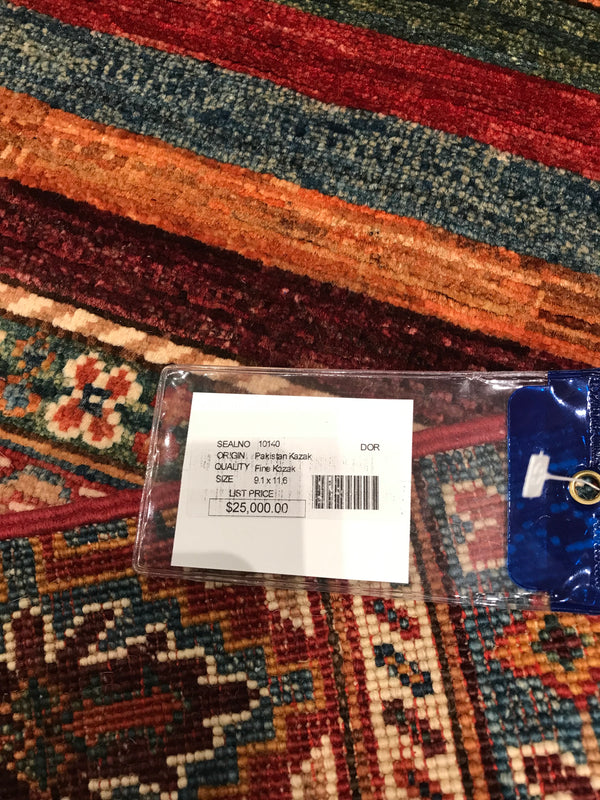 SEALNO 10140 DOR
ORIGIN Pakistan Kazak
QUALITY Fine Kazak
SIZE 9.1 x 11.6
LIST PRICE
$25,000.00